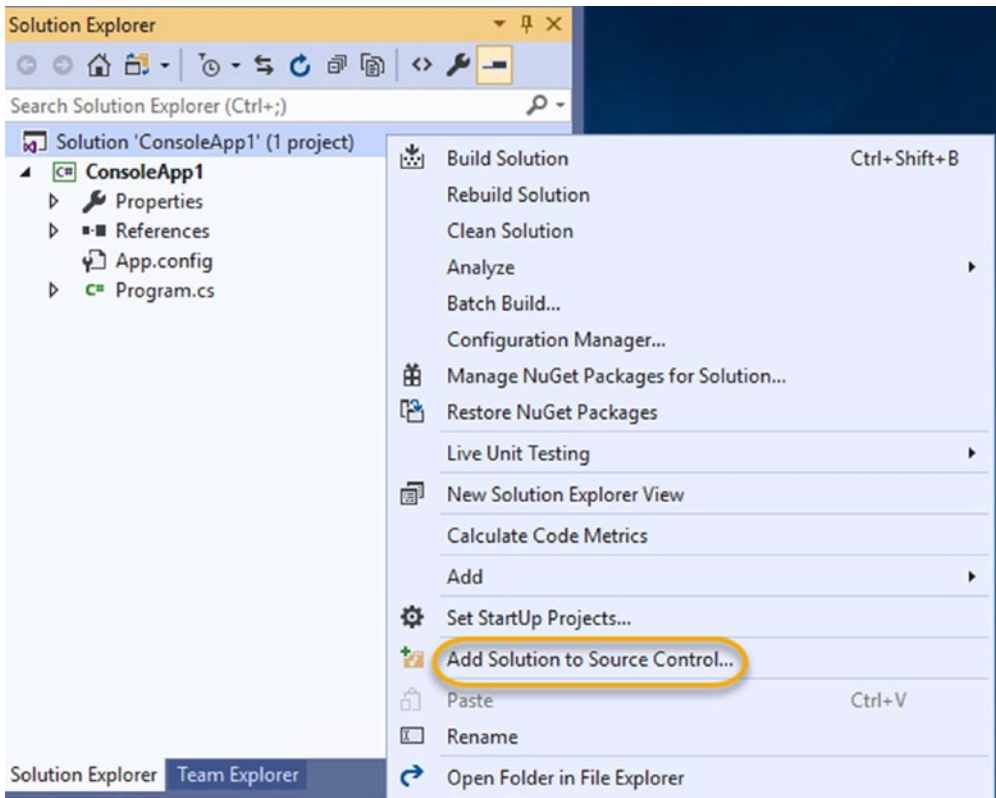 Solution Explorer
Search Solution Explorer (Ctrl+;)
Solution 'ConsoleApp1' (1 project)
C# ConsoleApp1
Properties
References
App.config
C# Program.cs
Build Solution Ctrl+Shift+B
Rebuild Solution
Clean Solution
Analyze
Batch Build...
Configuration Manager...
Manage NuGet Packages for Solution...
Restore NuGet Packages
Live Unit Testing
New Solution Explorer View
Calculate Code Metrics
Add
Set StartUp Projects...
Add Solution to Source Control...
Paste Ctrl+V
Rename
Open Folder in File Explorer
Solution Explorer Team Explorer